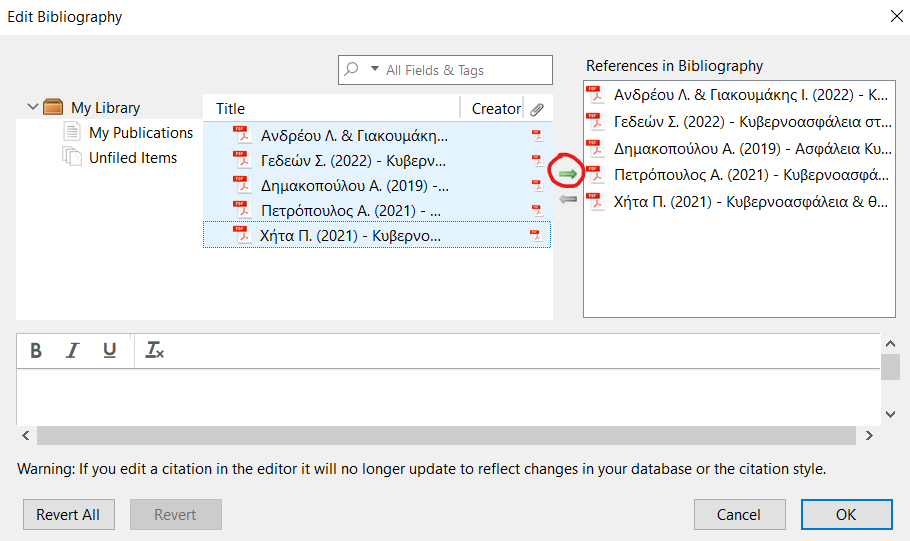 Edit Bibliography
All Fields & Tags
References in Bibliography
My Library
My Publications
Unfiled Items
Title
Creator
Ανδρέου Λ. & Γιακουμάκη...
Γεδεών Σ. (2022) - Κυβερν...
Δημακοπούλου Α. (2019) -...
Πετρόπουλος Α. (2021) - ...
Χήτα Π. (2021) - Κυβερνο...
Ανδρέου Λ. & Γιακουμάκης Ι. (2022) - Κ...
Γεδεών Σ. (2022) - Κυβερνοασφάλεια στ...
Δημακοπούλου Α. (2019) - Ασφάλεια Κυ...
Πετρόπουλος Α. (2021) - Κυβερνοασφά...
Χήτα Π. (2021) - Κυβερνοασφάλεια & θ...
B I U Tx
Warning: If you edit a citation in the editor it will no longer update to reflect changes in your database or the citation style.
Revert All
Revert
Cancel
OK